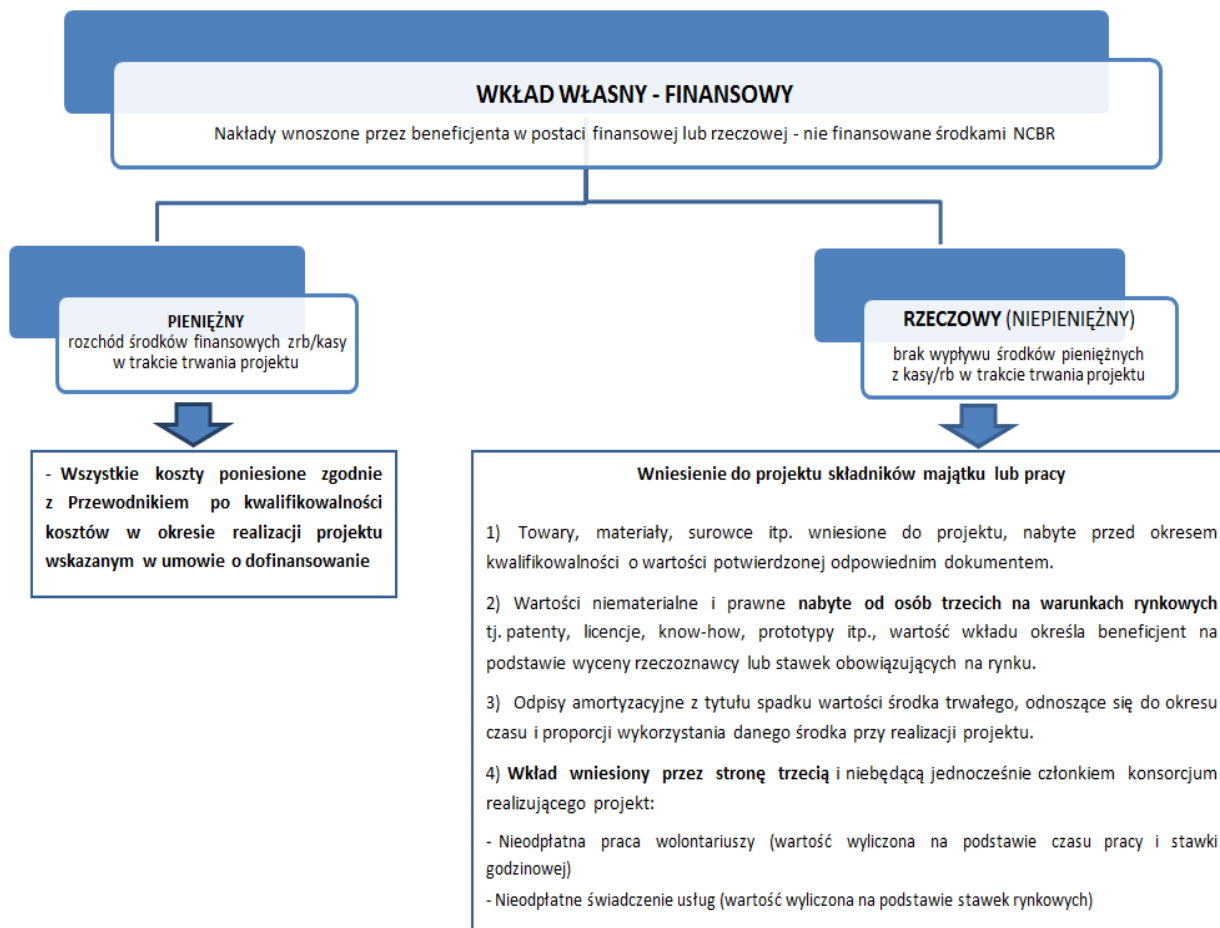 WKŁAD WŁASNY - FINANSOWY
Nakłady wnoszone przez beneficjenta w postaci finansowej lub rzeczowej - nie finansowane środkami NCBR
PIENIĘŻNY
rozchód środków finansowych zrb/kasy
w trakcie trwania projektu
RZECZOWY (NIEPIENIĘŻNY)
brak wypływu środków pieniężnych
z kasy/rb w trakcie trwania projektu
- Wszystkie koszty poniesione zgodnie
z Przewodnikiem po kwalifikowalności
kosztów w okresie realizacji projektu
wskazanym w umowie o dofinansowanie
Wniesienie do projektu składników majątku lub pracy
1) Towary, materiały, surowce itp. wniesione do projektu, nabyte przed okresem
kwalifikowalności o wartości potwierdzonej odpowiednim dokumentem.
2) Wartości niematerialne i prawne nabyte od osób trzecich na warunkach rynkowych
tj. patenty, licencje, know-how, prototypy itp., wartość wkładu określa beneficjent na
podstawie wyceny rzeczoznawcy lub stawek obowiązujących na rynku.
3) Odpisy amortyzacyjne z tytułu spadku wartości środka trwałego, odnoszące się do okresu
czasu i proporcji wykorzystania danego środka przy realizacji projektu.
4) Wkład wniesiony przez stronę trzecią i niebędącą jednocześnie członkiem konsorcjum
realizującego projekt:
- Nieodpłatna praca wolontariuszy (wartość wyliczona na podstawie czasu pracy i stawki
godzinowej)
- Nieodpłatne świadczenie usług (wartość wyliczona na podstawie stawek rynkowych)